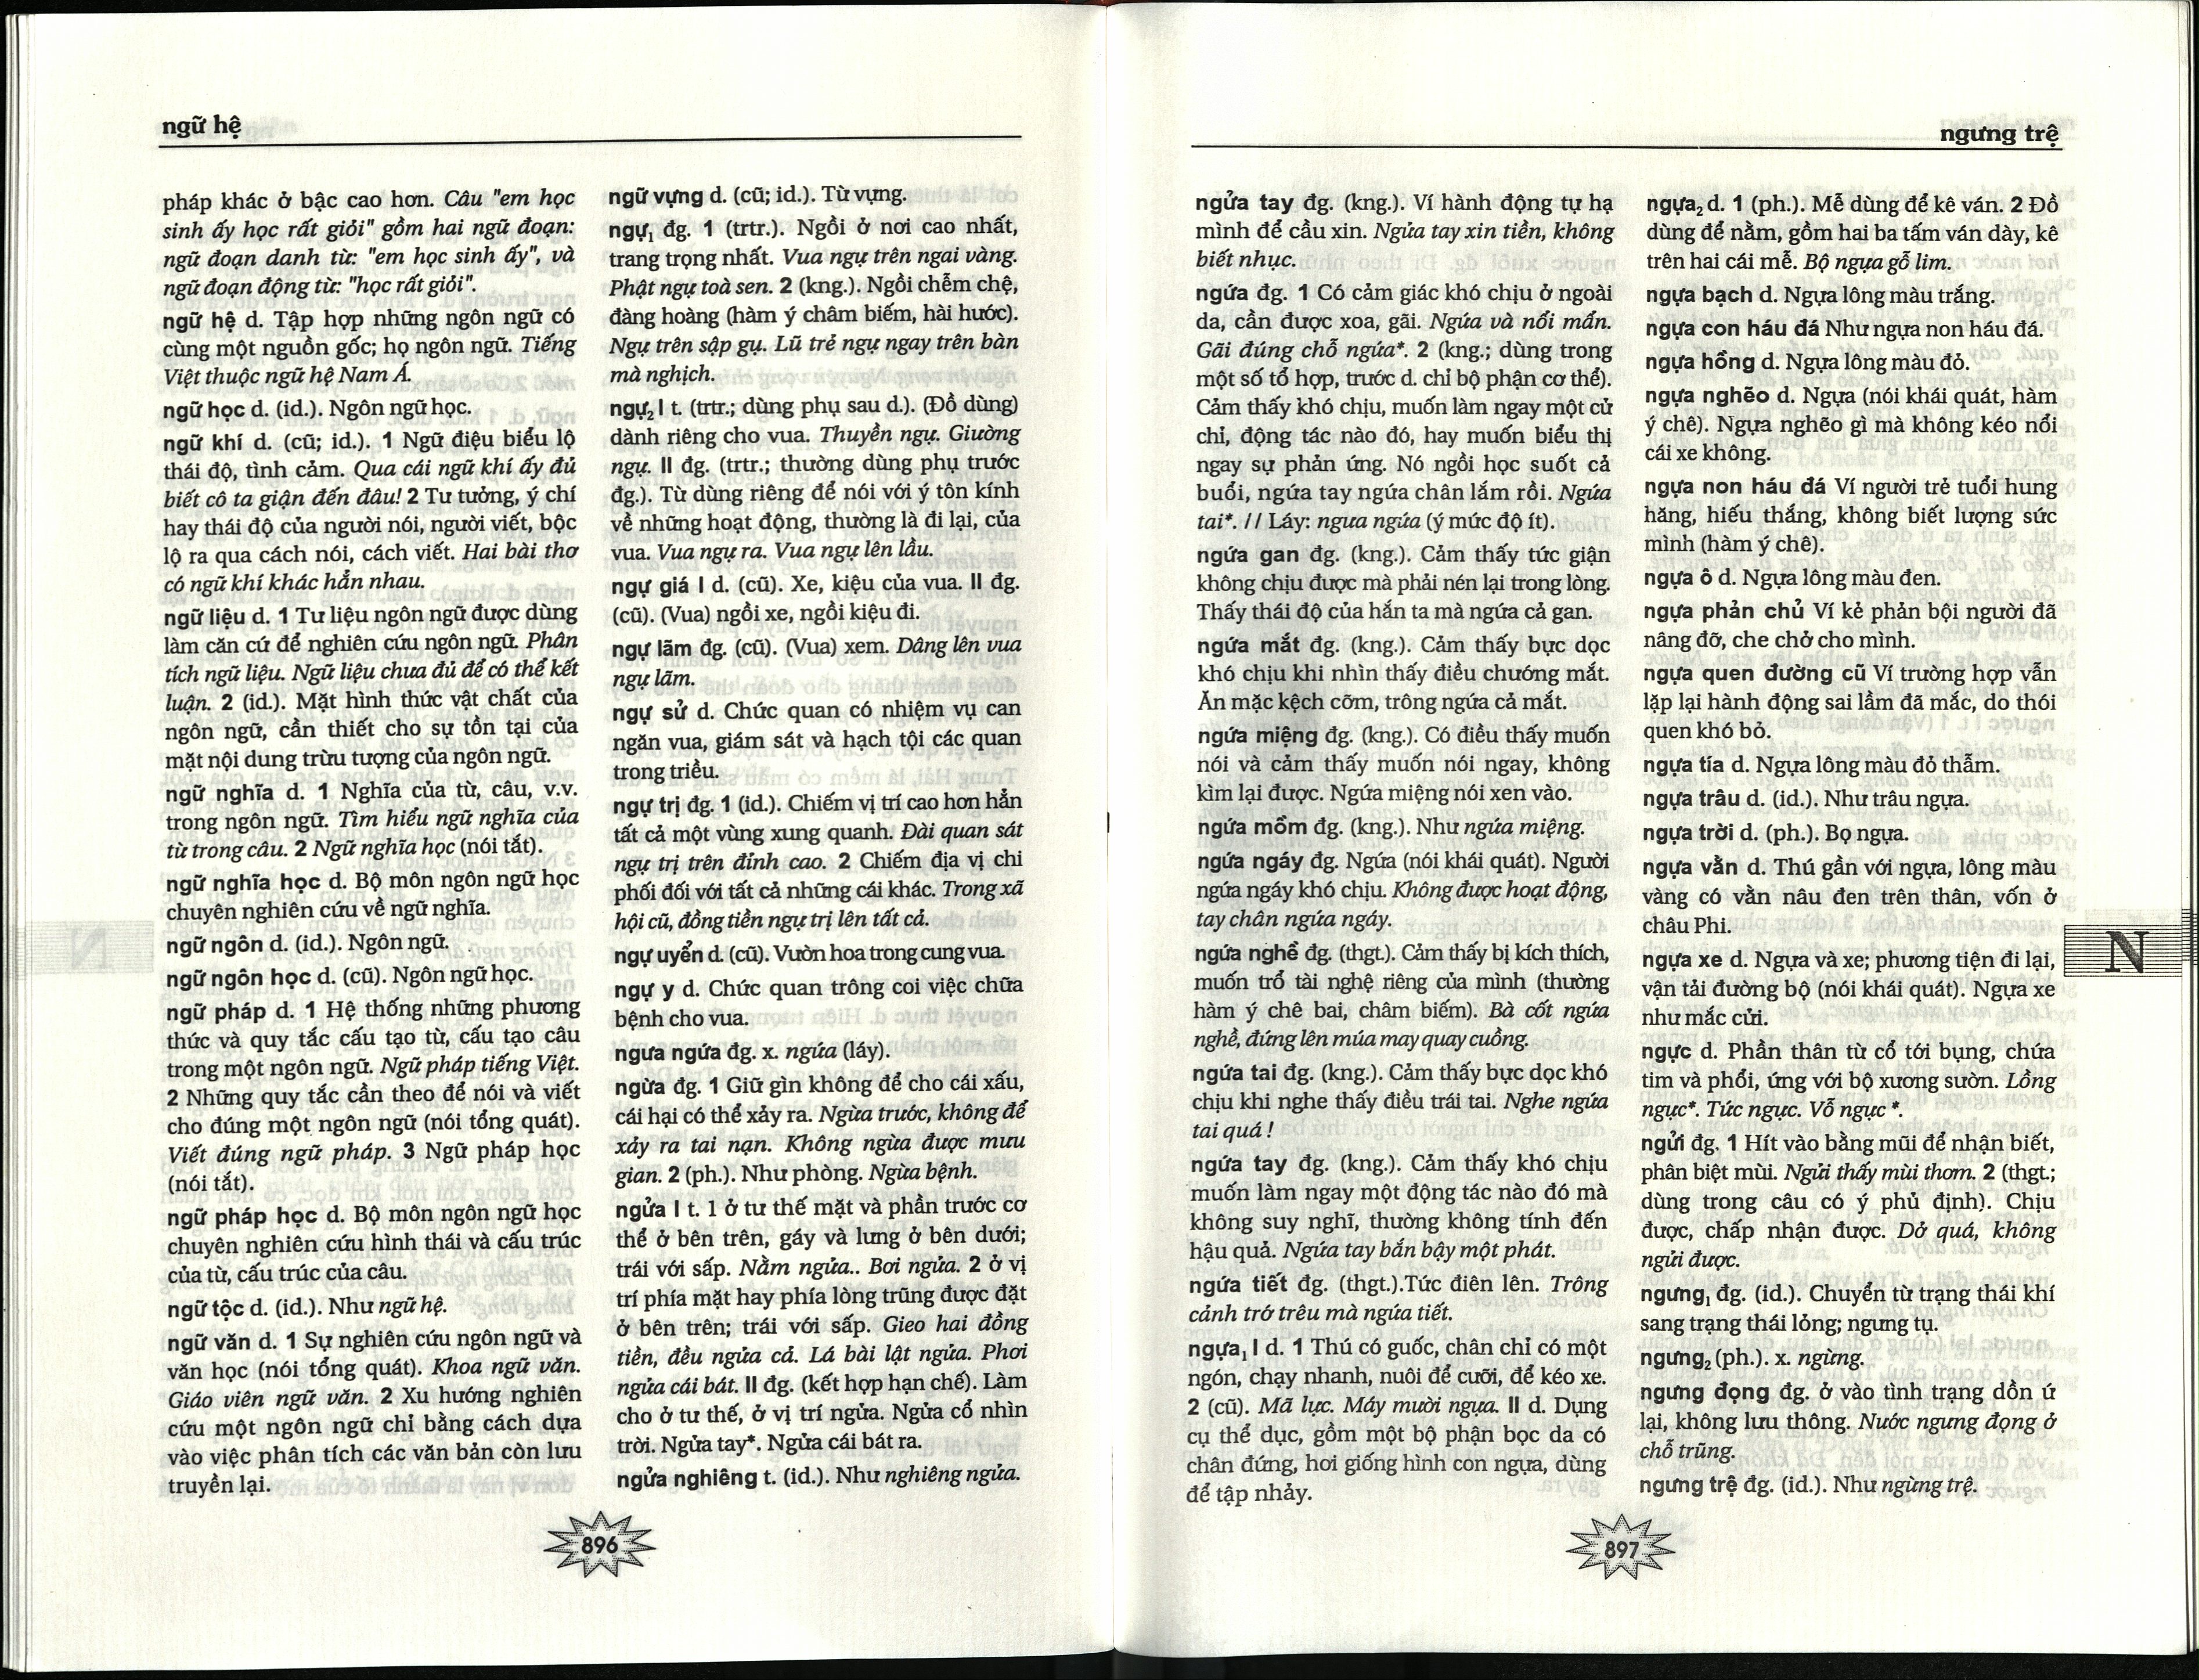 ngữ hệ
pháp khác ở bậc cao hơn. Câu "em học
sinh ấy học rất giỏi" gồm hai ngữ đoạn:
ngữ đoạn danh từ: "em học sinh ấy", và
ngữ đoạn động từ: "học rất giỏi".
ngữ hệ d. Tập hợp những ngôn ngữ có
cùng một nguồn gốc; họ ngôn ngữ. Tiếng
Việt thuộc ngữ hệ Nam Á.
ngữ học d. (id.). Ngôn ngữ học.
ngữ khí d. (cũ; id.). 1 Ngữ điệu biểu lộ
thái độ, tình cảm. Qua cái ngữ khí ấy đủ
biết cô ta giận đến đâu! 2 Tư tưởng, ý chí
hay thái độ của người nói, người viết, bộc
lộ ra qua cách nói, cách viết. Hai bài thơ
có ngữ khí khác hẳn nhau.
ngữ liệu d. 1 Tư liệu ngôn ngữ được dùng
làm căn cứ để nghiên cứu ngôn ngữ. Phân
tích ngữ liệu. Ngữ liệu chưa đủ để có thể kết
luận. 2 (id.). Mặt hình thức vật chất của
ngôn ngữ, cần thiết cho sự tồn tại của
mặt nội dung trừu tượng của ngôn ngữ.
ngữ nghĩa d. 1 Nghĩa của từ, câu, v.v.
trong ngôn ngữ. Tìm hiểu ngữ nghĩa của
từ trong câu. 2 Ngữ nghĩa học (nói tắt).
ngữ nghĩa học d. Bộ môn ngôn ngữ học
chuyên nghiên cứu về ngữ nghĩa.
ngữ ngôn d. (id.). Ngôn ngữ.
ngữ ngôn học d. (cũ). Ngôn ngữ học.
ngữ pháp d. 1 Hệ thống những phương
thức và quy tắc cấu tạo từ, cấu tạo câu
trong một ngôn ngữ. Ngữ pháp tiếng Việt.
2 Những quy tắc cần theo để nói và viết
cho đúng một ngôn ngữ (nói tổng quát).
Viết đúng ngữ pháp. 3 Ngữ pháp học
(nói tắt).
ngữ pháp học d. Bộ môn ngôn ngữ học
chuyên nghiên cứu hình thái và cấu trúc
của từ, cấu trúc của câu.
ngữ tộc d. (id.). Như ngữ hệ.
ngữ văn d. 1 Sự nghiên cứu ngôn ngữ và
văn học (nói tổng quát). Khoa ngữ văn.
Giáo viên ngữ văn. 2 Xu hướng nghiên
cứu một ngôn ngữ chỉ bằng cách dựa
vào việc phân tích các văn bản còn lưu
truyền lại.
ngữ vựng d. (cũ; id.). Từ vựng.
ngự₁ đg. 1 (trtr.). Ngồi ở nơi cao nhất,
trang trọng nhất. Vua ngự trên ngai vàng.
Phật ngự toà sen. 2 (kng.). Ngồi chễm chệ,
đàng hoàng (hàm ý châm biếm, hài hước).
Ngự trên sập gụ. Lũ trẻ ngự ngay trên bàn
mà nghịch.
ngự₂ I t. (trtr.; dùng phụ sau d.). (Đồ dùng)
dành riêng cho vua. Thuyền ngự. Giường
ngự. II đg. (trtr.; thường dùng phụ trước
đg.). Từ dùng riêng để nói với ý tôn kính
về những hoạt động, thường là đi lại, của
vua. Vua ngự ra. Vua ngự lên lầu.
ngự giá I d. (cũ). Xe, kiệu của vua. II đg.
(cũ). (Vua) ngồi xe, ngồi kiệu đi.
ngự lãm đg. (cũ). (Vua) xem. Dâng lên vua
ngự lãm.
ngự sử d. Chức quan có nhiệm vụ can
ngăn vua, giám sát và hạch tội các quan
trong triều.
ngự trị đg. 1 (id.). Chiếm vị trí cao hơn hẳn
tất cả một vùng xung quanh. Đài quan sát
ngự trị trên đỉnh cao. 2 Chiếm địa vị chi
phối đối với tất cả những cái khác. Trong xã
hội cũ, đồng tiền ngự trị lên tất cả.
ngự uyển d. (cũ). Vườn hoa trong cung vua.
ngự y d. Chức quan trông coi việc chữa
bệnh cho vua.
ngưa ngứa đg. x. ngứa (láy).
ngừa đg. 1 Giữ gìn không để cho cái xấu,
cái hại có thể xảy ra. Ngừa trước, không để
xảy ra tai nạn. Không ngừa được mưu
gian. 2 (ph.). Như phòng. Ngừa bệnh.
ngửa I t. 1 ở tư thế mặt và phần trước cơ
thể ở bên trên, gáy và lưng ở bên dưới;
trái với sấp. Nằm ngửa.. Bơi ngửa. 2 ở vị
trí phía mặt hay phía lòng trũng được đặt
ở bên trên; trái với sấp. Gieo hai đồng
tiền, đều ngửa cả. Lá bài lật ngửa. Phơi
ngửa cái bát. II đg. (kết hợp hạn chế). Làm
cho ở tư thế, ở vị trí ngửa. Ngửa cổ nhìn
trời. Ngửa tay*. Ngửa cái bát ra.
ngửa nghiêng t. (id.). Như nghiêng ngửa.
896
ngưng trệ
ngửa tay đg. (kng.). Ví hành động tự hạ
mình để cầu xin. Ngửa tay xin tiền, không
biết nhục.
ngứa đg. 1 Có cảm giác khó chịu ở ngoài
da, cần được xoa, gãi. Ngứa và nổi mẩn.
Gãi đúng chỗ ngứa*. 2 (kng.; dùng trong
một số tổ hợp, trước d. chỉ bộ phận cơ thể).
Cảm thấy khó chịu, muốn làm ngay một cử
chỉ, động tác nào đó, hay muốn biểu thị
ngay sự phản ứng. Nó ngồi học suốt cả
buổi, ngứa tay ngứa chân lắm rồi. Ngứa
tai*. // Láy: ngưa ngứa (ý mức độ ít).
ngứa gan đg. (kng.). Cảm thấy tức giận
không chịu được mà phải nén lại trong lòng.
Thấy thái độ của hắn ta mà ngứa cả gan.
ngứa mắt đg. (kng.). Cảm thấy bực dọc
khó chịu khi nhìn thấy điều chướng mắt.
Ăn mặc kệch cỡm, trông ngứa cả mắt.
ngứa miệng đg. (kng.). Có điều thấy muốn
nói và cảm thấy muốn nói ngay, không
kìm lại được. Ngứa miệng nói xen vào.
ngứa mồm đg. (kng.). Như ngứa miệng.
ngứa ngáy đg. Ngứa (nói khái quát). Người
ngứa ngáy khó chịu. Không được hoạt động,
tay chân ngứa ngáy.
ngứa nghề đg. (thgt.). Cảm thấy bị kích thích,
muốn trổ tài nghệ riêng của mình (thường
hàm ý chê bai, châm biếm). Bà cốt ngứa
nghề, đứng lên múa may quay cuồng.
ngứa tai đg. (kng.). Cảm thấy bực dọc khó
chịu khi nghe thấy điều trái tai. Nghe ngứa
tai quá !
ngứa tay đg. (kng.). Cảm thấy khó chịu
muốn làm ngay một động tác nào đó mà
không suy nghĩ, thường không tính đến
hậu quả. Ngứa tay bắn bậy một phát.
ngứa tiết đg. (thgt.).Tức điên lên. Trông
cảnh trớ trêu mà ngứa tiết.
ngựa₁ I d. 1 Thú có guốc, chân chỉ có một
ngón, chạy nhanh, nuôi để cưỡi, để kéo xe.
2 (cũ). Mã lực. Máy mười ngựa. II d. Dụng
cụ thể dục, gồm một bộ phận bọc da có
chân đứng, hơi giống hình con ngựa, dùng
để tập nhảy.
ngựa₂ d. 1 (ph.). Mễ dùng để kê ván. 2 Đồ
dùng để nằm, gồm hai ba tấm ván dày, kê
trên hai cái mễ. Bộ ngựa gỗ lim.
ngựa bạch d. Ngựa lông màu trắng.
ngựa con háu đá Như ngựa non háu đá.
ngựa hồng d. Ngựa lông màu đỏ.
ngựa nghẽo d. Ngựa (nói khái quát, hàm
ý chê). Ngựa nghẽo gì mà không kéo nổi
cái xe không.
ngựa non háu đá Ví người trẻ tuổi hung
hăng, hiếu thắng, không biết lượng sức
mình (hàm ý chê).
ngựa ô d. Ngựa lông màu đen.
ngựa phản chủ Ví kẻ phản bội người đã
nâng đỡ, che chở cho mình.
ngựa quen đường cũ Ví trường hợp vẫn
lặp lại hành động sai lầm đã mắc, do thói
quen khó bỏ.
ngựa tía d. Ngựa lông màu đỏ thẫm.
ngựa trâu d. (id.). Như trâu ngựa.
ngựa trời d. (ph.). Bọ ngựa.
ngựa vằn d. Thú gần với ngựa, lông màu
vàng có vằn nâu đen trên thân, vốn ở
châu Phi.
ngựa xe d. Ngựa và xe; phương tiện đi lại,
vận tải đường bộ (nói khái quát). Ngựa xe
như mắc cửi.
ngực d. Phần thân từ cổ tới bụng, chứa
tim và phổi, ứng với bộ xương sườn. Lồng
ngực*. Tức ngực. Vỗ ngực *.
ngửi đg. 1 Hít vào bằng mũi để nhận biết,
phân biệt mùi. Ngửi thấy mùi thơm. 2 (thgt.;
dùng trong câu có ý phủ định). Chịu
được, chấp nhận được. Dở quá, không
ngửi được.
ngưng₁ đg. (id.). Chuyển từ trạng thái khí
sang trạng thái lỏng; ngưng tụ.
ngưng₂ (ph.). x. ngừng.
ngưng đọng đg. ở vào tình trạng dồn ứ
lại, không lưu thông. Nước ngưng đọng ở
chỗ trũng.
ngưng trệ đg. (id.). Như ngừng trệ.
N
897